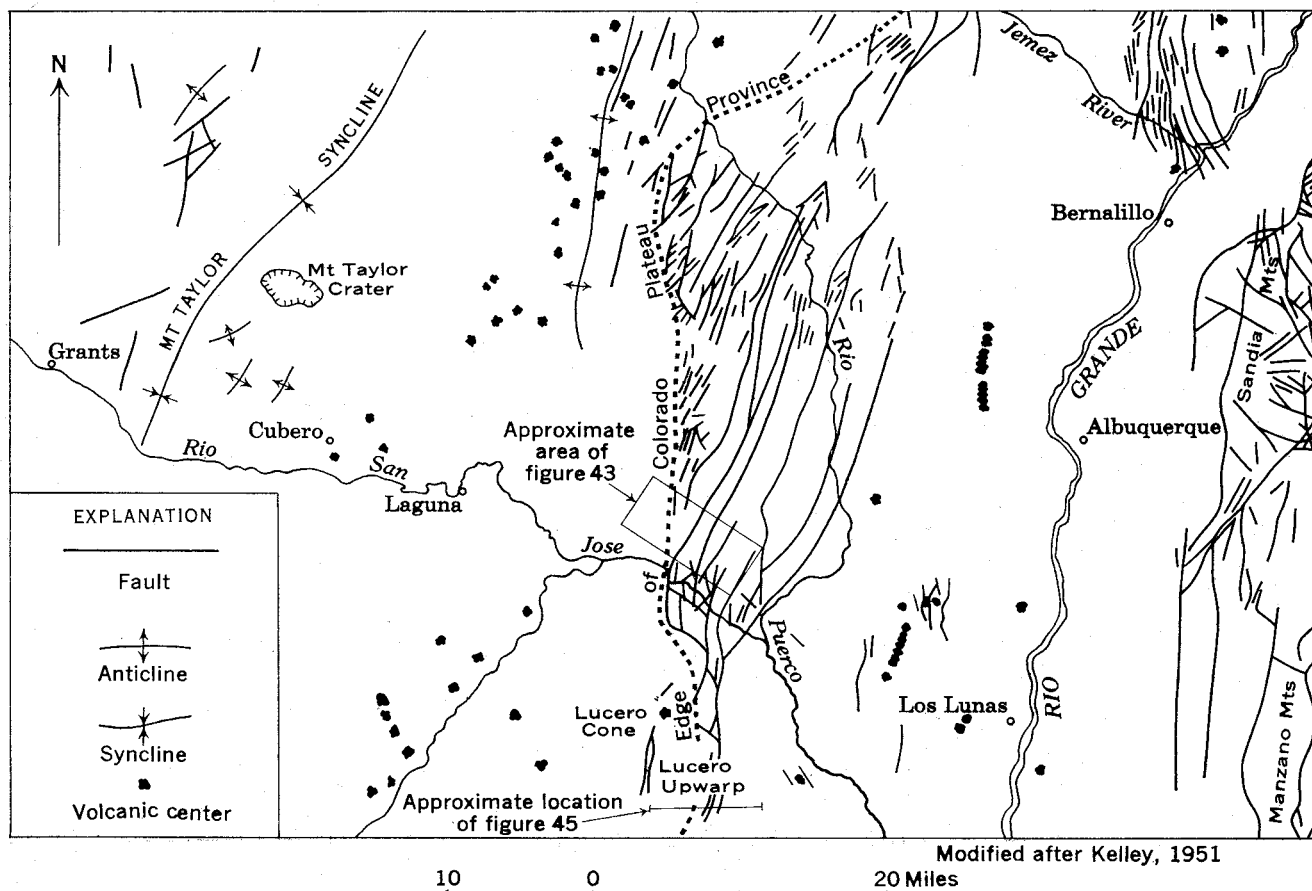 N
SYNCLINE
MT TAYLOR
Mt Taylor
Crater
Grants
Cubero
Rio
San
Laguna
Jose
Province
Plateau
Colorado
of
Edge
Jemez
River
Bernalillo
Rio
Puerco
GRANDE
RIO
Albuquerque
Sandia
Mts
Approximate
area of
figure 43
Los Lunas
Manzano Mts
Lucero
Cone
Lucero
Upwarp
Approximate location
of figure 45
EXPLANATION
Fault
Anticline
Syncline
Volcanic center
Modified after Kelley, 1951
10 0 20 Miles